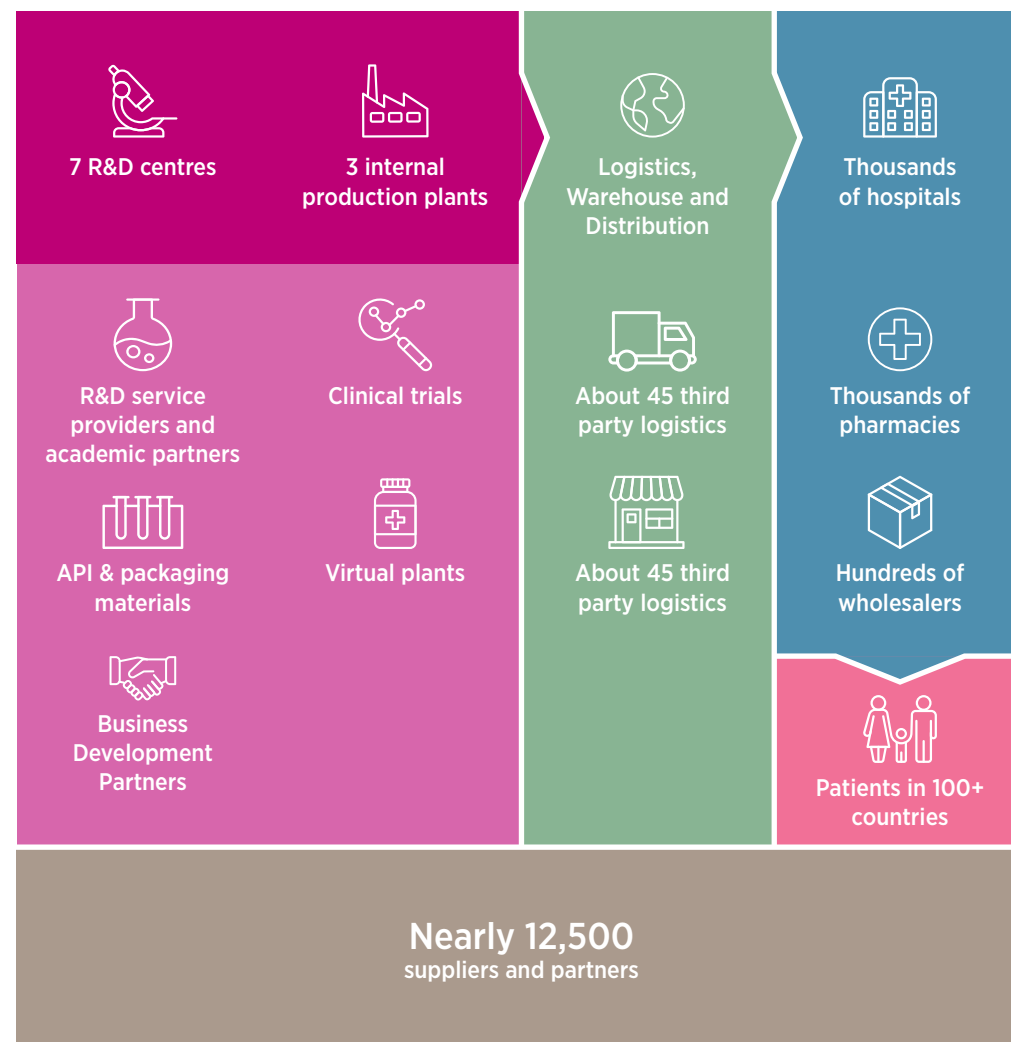 7 R&D centres
3 internal
production plants
Logistics,
Warehouse and
Distribution
Thousands
of hospitals
R&D service
providers and
academic partners
Clinical trials
About 45 third
party logistics
Thousands of
pharmacies
API & packaging
materials
Virtual plants
About 45 third
party logistics
Hundreds of
wholesalers
Business
Development
Partners
Patients in 100+
countries
Nearly 12,500
suppliers and partners